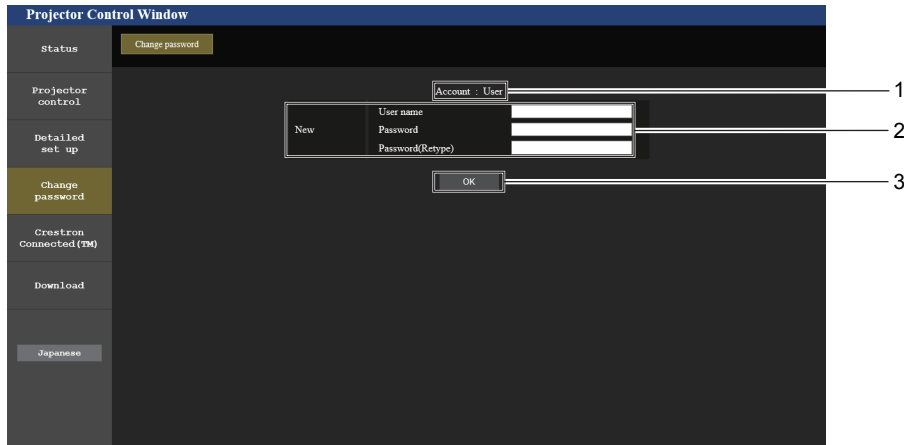 Projector Control Window
Status
Change password
Projector
control
Detailed
set up
Change
password
Crestron
Connected(TM)
Download
Japanese
Account : User
New
User name
Password
Password(Retype)
OK
1
2
3